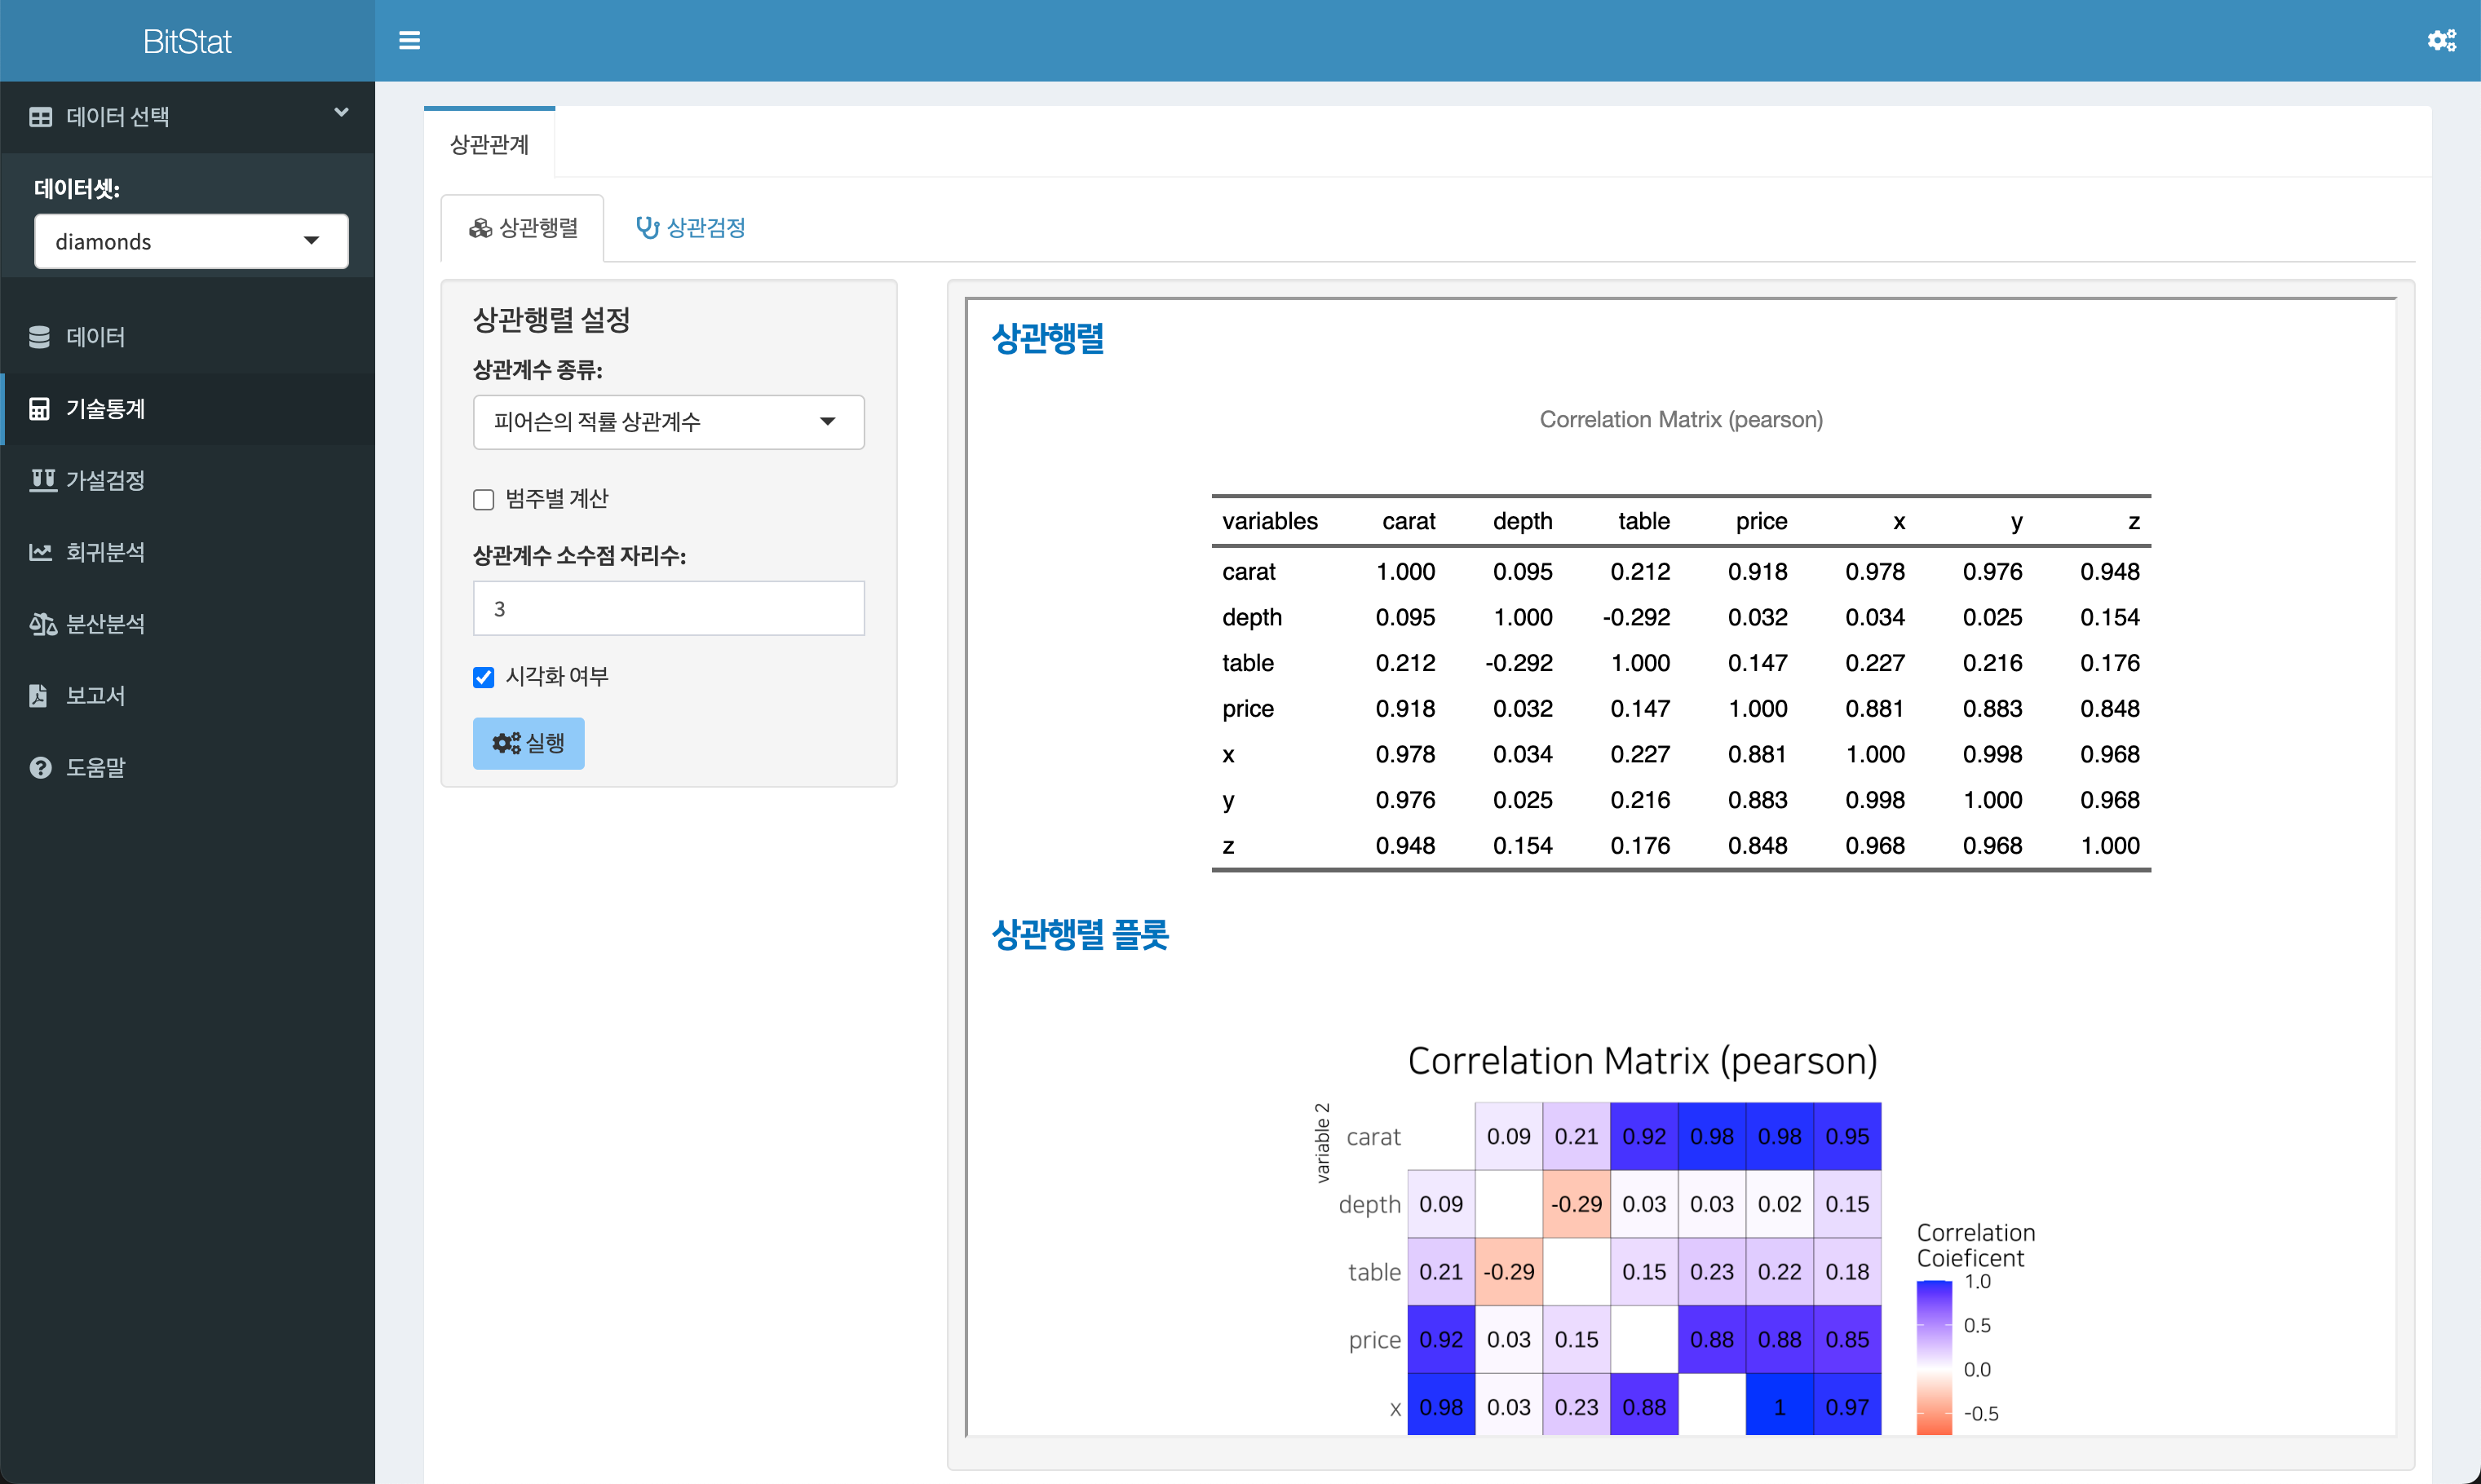 BitStat
데이터 선택
데이터셋:
diamonds
데이터
기술통계
가설검정
회귀분석
분산분석
보고서
도움말
상관관계
상관행렬 상관검정
상관행렬 설정
상관계수 종류:
피어슨의 적률 상관계수
범주별 계산
상관계수 소수점 자리수:
3
시각화 여부
실행
상관행렬
Correlation Matrix (pearson)
variables carat depth table price x y z
carat 1.000 0.095 0.212 0.918 0.978 0.976 0.948
depth 0.095 1.000 -0.292 0.032 0.034 0.025 0.154
table 0.212 -0.292 1.000 0.147 0.227 0.216 0.176
price 0.918 0.032 0.147 1.000 0.881 0.883 0.848
x 0.978 0.034 0.227 0.881 1.000 0.998 0.968
y 0.976 0.025 0.216 0.883 0.998 1.000 0.968
z 0.948 0.154 0.176 0.848 0.968 0.968 1.000
상관행렬 플롯
Correlation Matrix (pearson)
variable 2
carat 0.09 0.21 0.92 0.98 0.98 0.95
depth 0.09 -0.29 0.03 0.03 0.02 0.15
table 0.21 -0.29 0.15 0.23 0.22 0.18
price 0.92 0.03 0.15 0.88 0.88 0.85
x 0.98 0.03 0.23 0.88 1 0.97
Correlation
Coieficent
1.0
0.5
0.0
-0.5